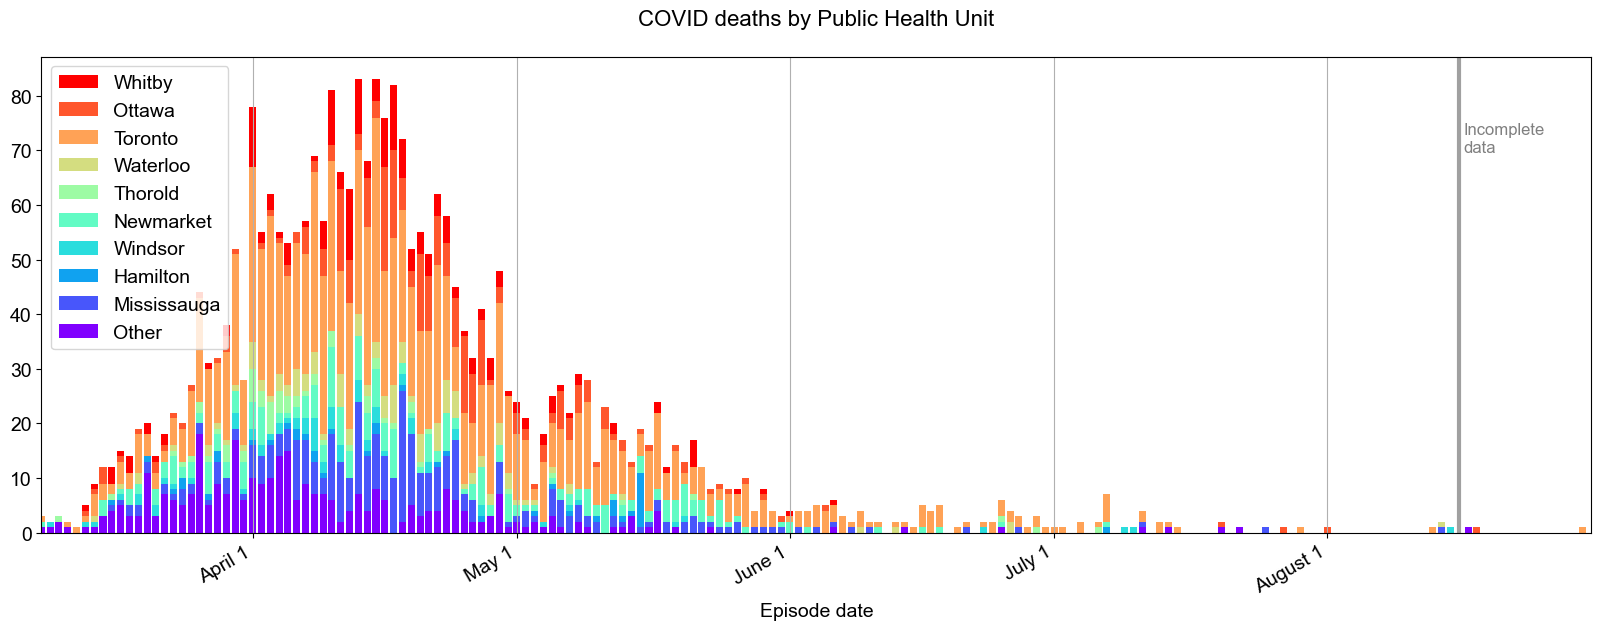 COVID deaths by Public Health Unit
80
70
60
50
40
30
20
10
0
Whitby
Ottawa
Toronto
Waterloo
Thorold
Newmarket
Windsor
Hamilton
Mississauga
Other
Incomplete
data
April 1
May 1
June 1
July 1
August 1
Episode date